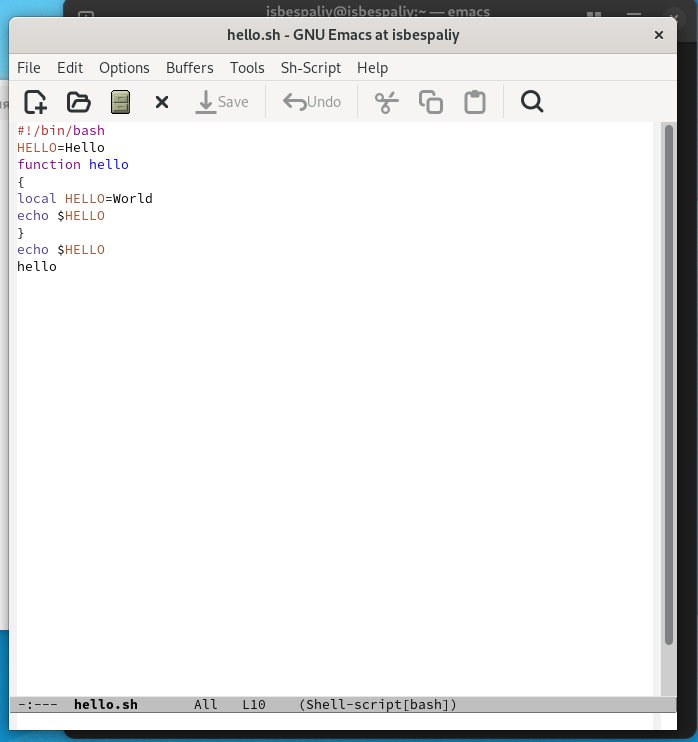 isbespaliy@isbespaliy:~ — emacs
hello.sh - GNU Emacs at isbespaliy
File Edit Options Buffers Tools Sh-Script Help
Save Undo
#!/bin/bash
HELLO=Hello
function hello
{
local HELLO=World
echo $HELLO
}
echo $HELLO
hello
-:--- hello.sh All L10 (Shell-script[bash])